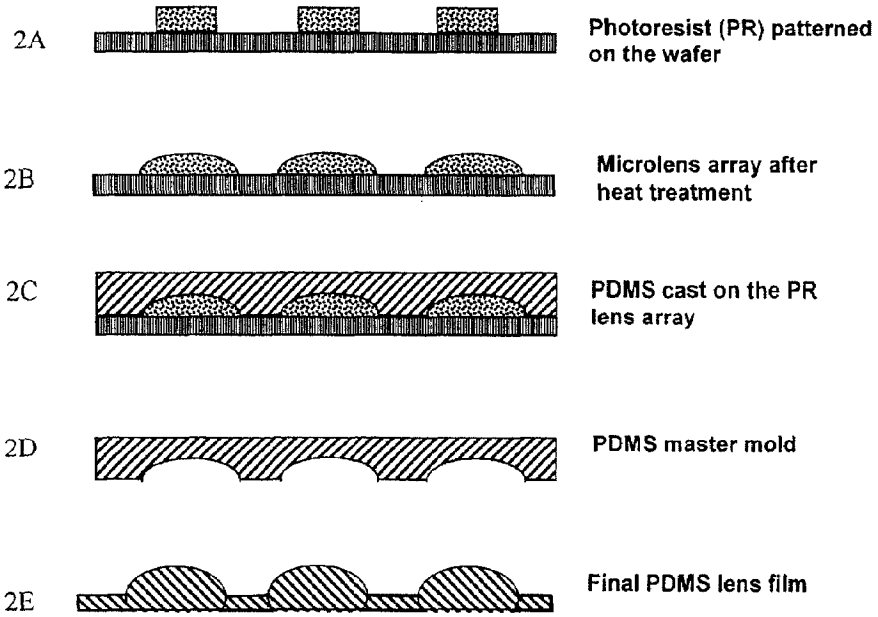 2A
Photoresist (PR) patterned
on the wafer
2B
Microlens array after
heat treatment
2C
PDMS cast on the PR
lens array
2D
PDMS master mold
2E
Final PDMS lens film